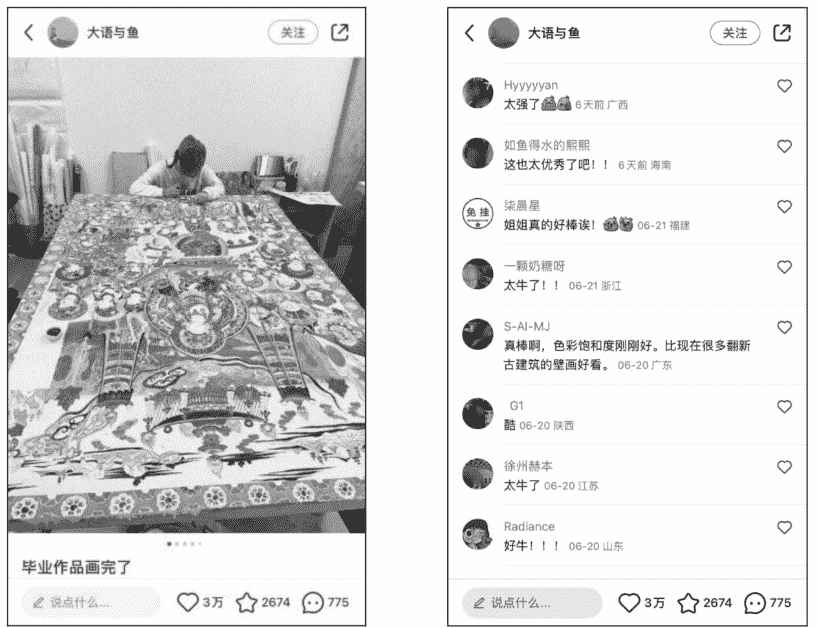 大语与鱼
关注
毕业作品画完了
说点什么...
3万
2674
775
大语与鱼
关注
Hyyyyyan
太强了 6天前 广西
如鱼得水的熙熙
这也太优秀了吧！！ 6天前 海南
免 挂
柒晨星
姐姐真的好棒诶！ 06-21 福建
一颗奶糖呀
太牛了！！ 06-21 浙江
S-AI-MJ
真棒啊，色彩饱和度刚刚好。比现在很多翻新
古建筑的壁画好看。 06-20 广东
G1
酷 06-20 陕西
徐州赫本
太牛了 06-20 江苏
Radiance
好牛！！！ 06-20 山东
说点什么...
3万
2674
775